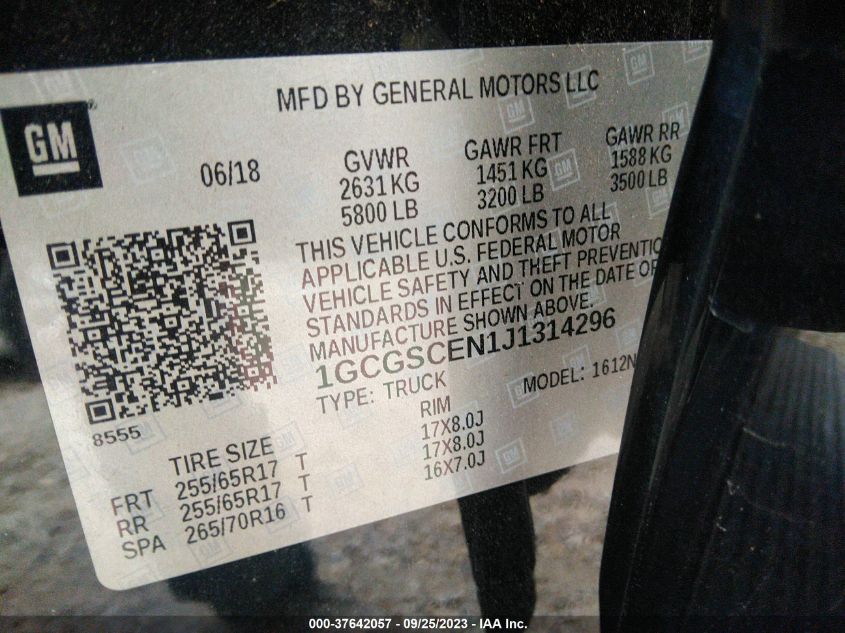 MFD BY GENERAL MOTORS LLC
GM
06/18
GVWR GAWR FRT GAWR RR
2631 KG 1451 KG 1588 KG
5800 LB 3200 LB 3500 LB
THIS VEHICLE CONFORMS TO ALL
APPLICABLE U.S. FEDERAL MOTOR
VEHICLE SAFETY AND THEFT PREVENTIO
STANDARDS IN EFFECT ON THE DATE OF
MANUFACTURE SHOWN ABOVE.
1GCGSCEN1J1314296
TYPE: TRUCK MODEL: 1612N
8555
TIRE SIZE RIM
FRT 255/65R17 T 17X8.0J
RR 255/65R17 T 17X8.0J
SPA 265/70R16 T 16X7.0J
000-37642057 - 09/25/2023 - IAA Inc.